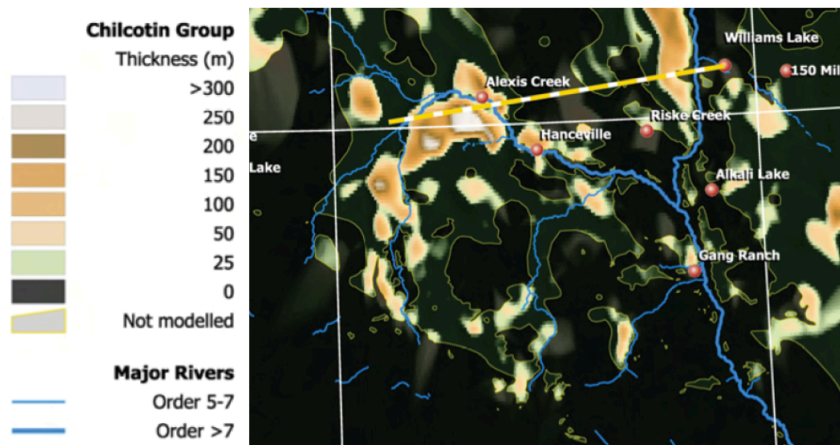 Chilcotin Group
Thickness (m)
>300
250
200
150
100
50
25
0
Not modelled
Major Rivers
Order 5-7
Order >7
Williams Lake
150 Mil
Alexis Creek
Riske Creek
Hanceville
e
Lake
Alkali Lake
Gang Ranch